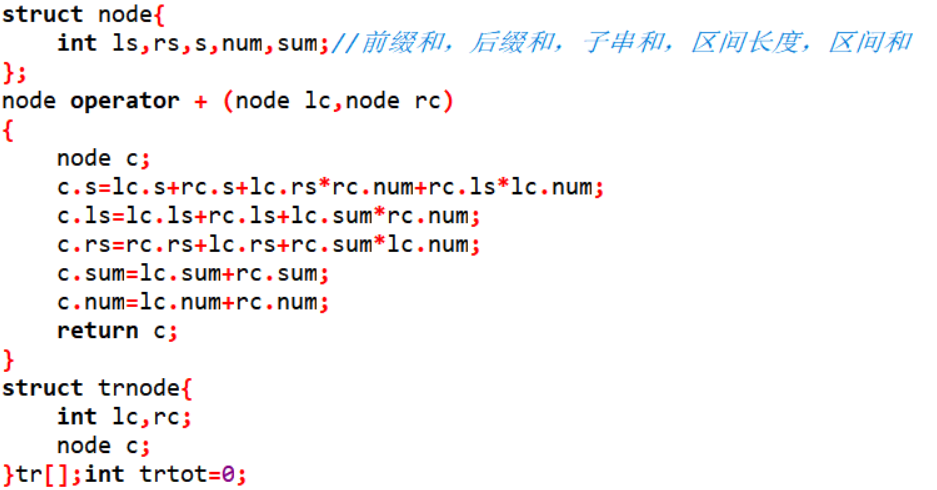 struct node{
    int ls,rs,s,num,sum;//前缀和，后缀和，子串和，区间长度，区间和
};
node operator + (node lc,node rc)
{
    node c;
    c.s=lc.s+rc.s+lc.rs*rc.num+rc.ls*lc.num;
    c.ls=lc.ls+rc.ls+lc.sum*rc.num;
    c.rs=rc.rs+lc.rs+rc.sum*lc.num;
    c.sum=lc.sum+rc.sum;
    c.num=lc.num+rc.num;
    return c;
}
struct trnode{
    int lc,rc;
    node c;
}tr[];int trtot=0;